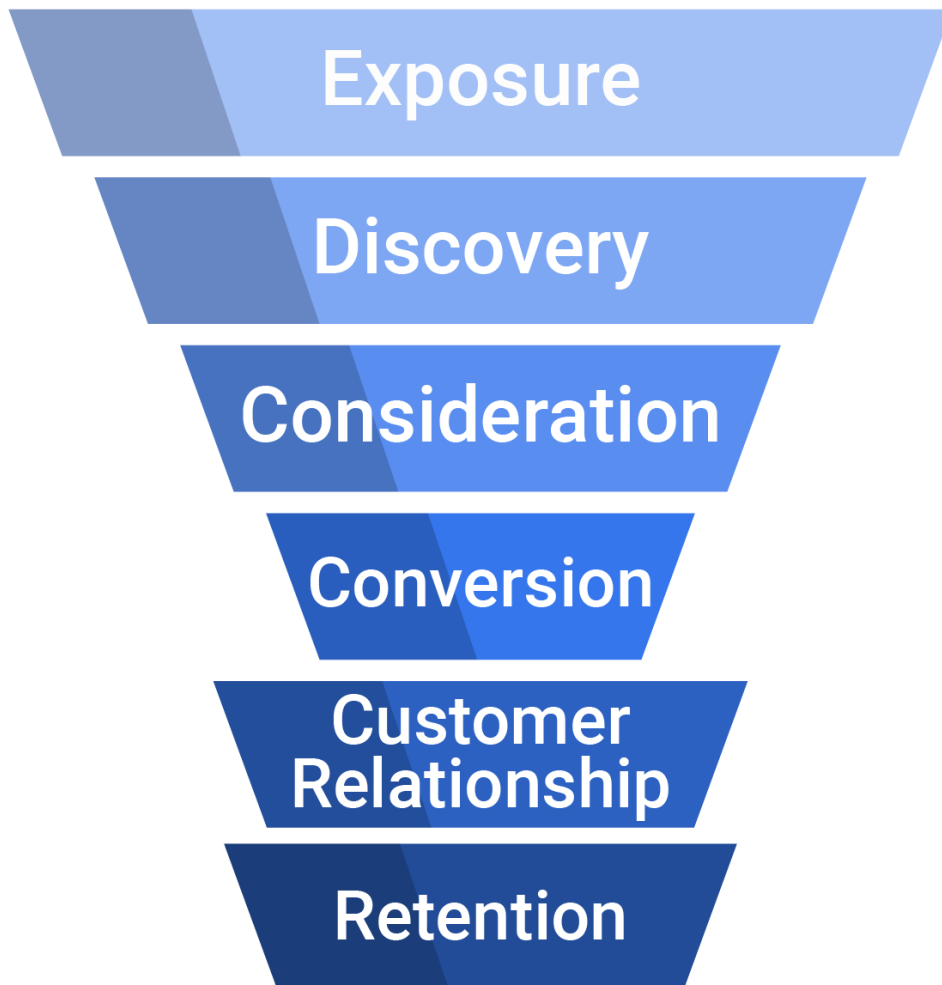 Exposure
Discovery
Consideration
Conversion
Customer
Relationship
Retention